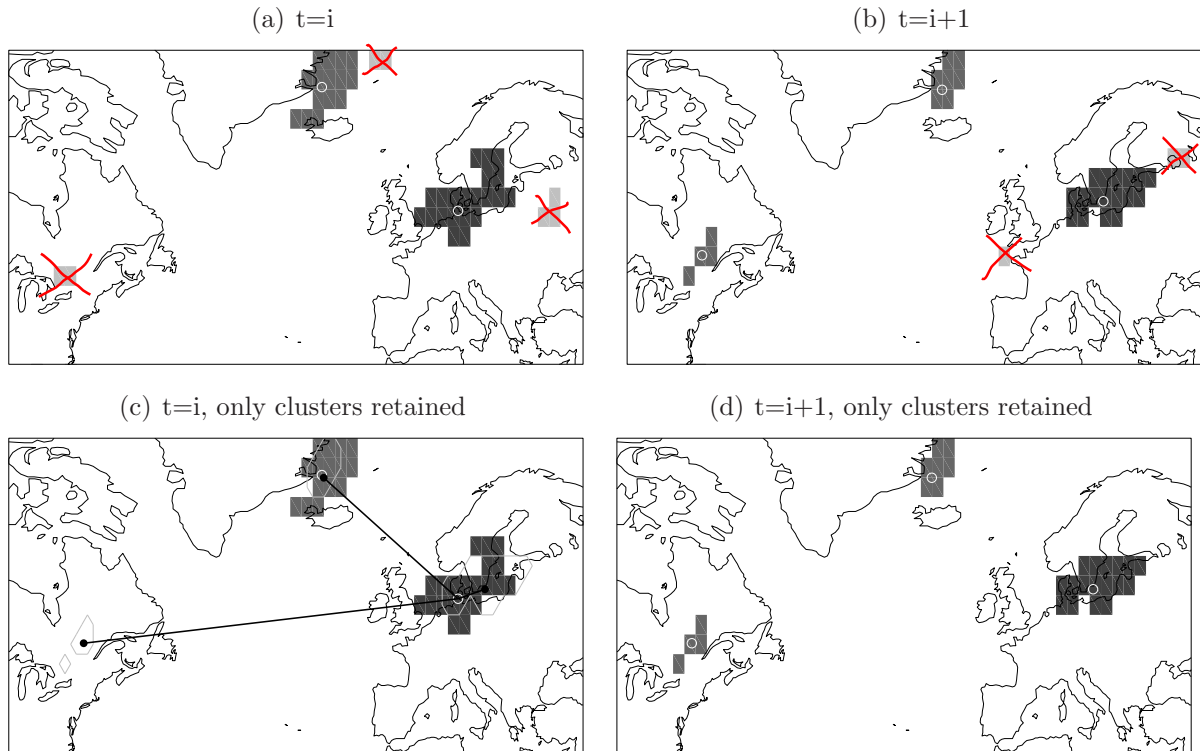 (a) t=i
(b) t=i+1
(c) t=i, only clusters retained
(d) t=i+1, only clusters retained